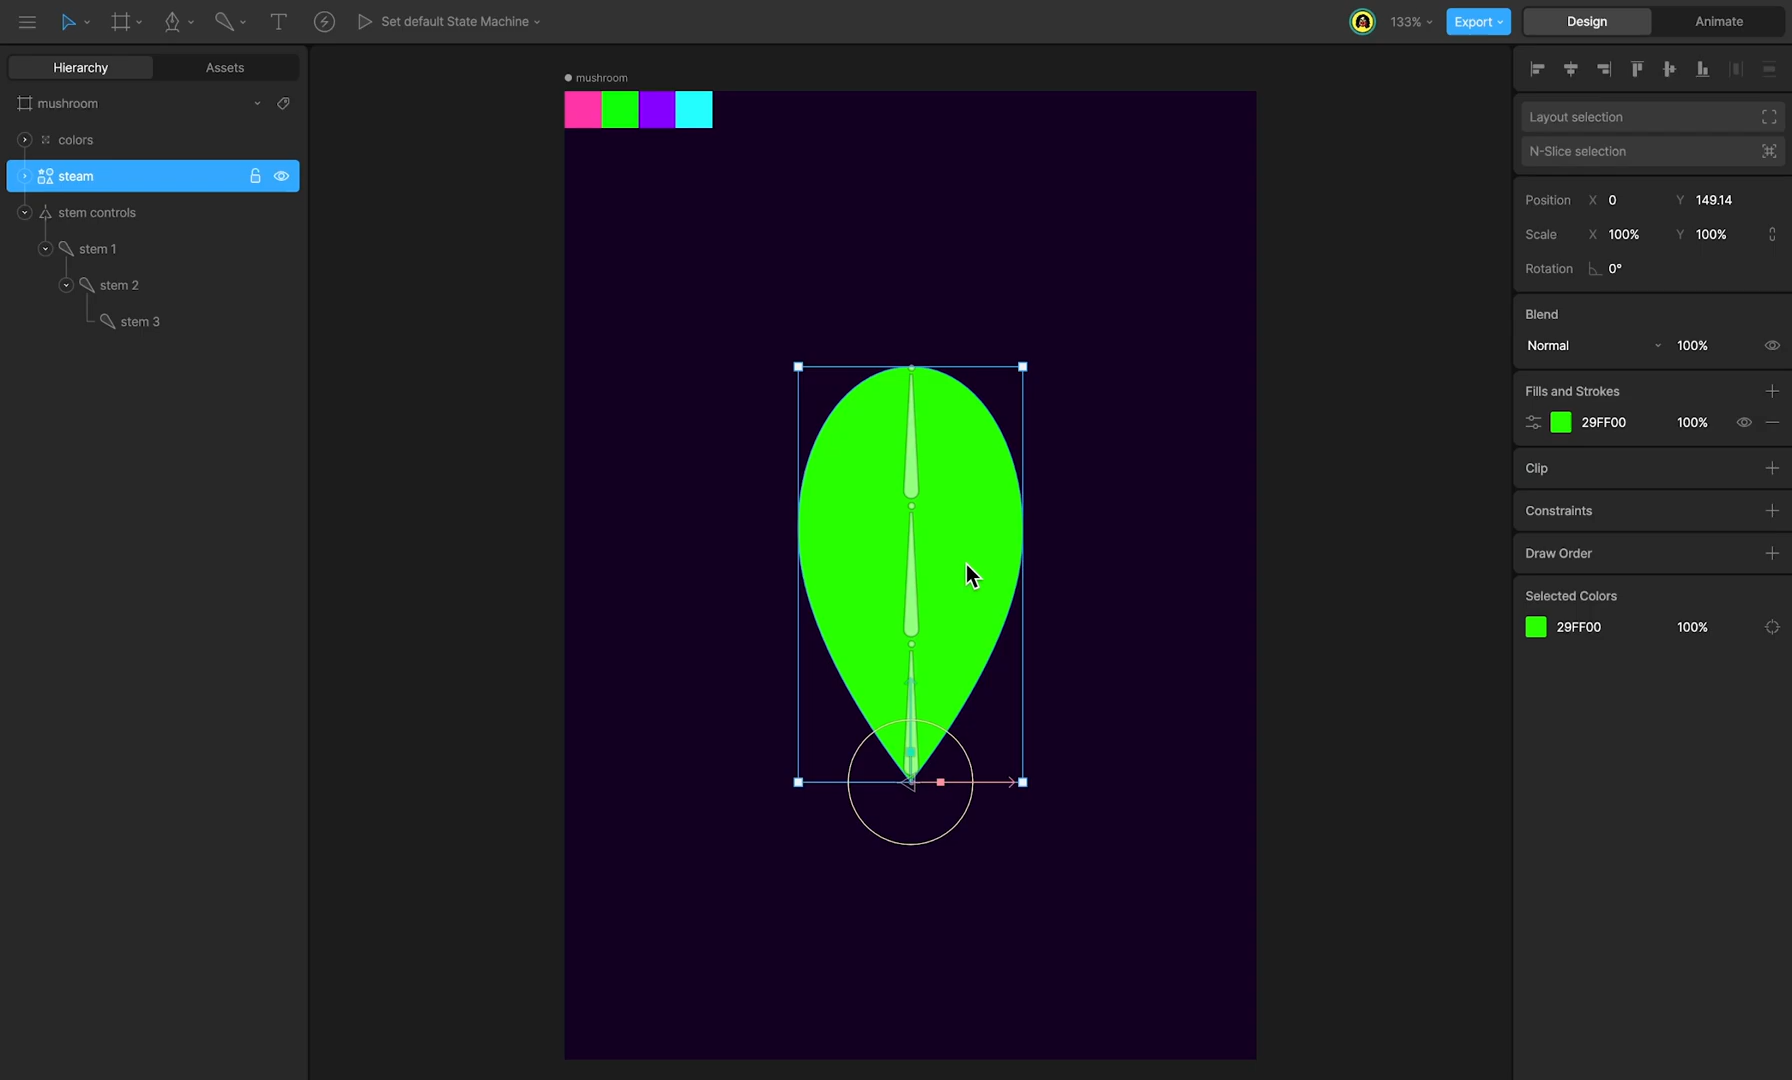 Set default State Machine
133%
Export
Design
Animate
Hierarchy
Assets
mushroom
colors
steam
stem controls
stem 1
stem 2
stem 3
mushroom
Layout selection
N-Slice selection
Position X 0 Y 149.14
Scale X 100% Y 100%
Rotation 0°
Blend
Normal 100%
Fills and Strokes
29FF00 100%
Clip
Constraints
Draw Order
Selected Colors
29FF00 100%